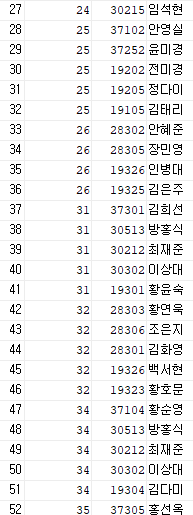 27 24 30215 임석현
28 25 37102 안영실
29 25 37252 윤미경
30 25 19202 전미경
31 25 19205 정다이
32 25 19105 김태리
33 26 28302 안혜준
34 26 28305 장민영
35 26 19326 인병대
36 26 19325 김은주
37 31 37301 김희선
38 31 30513 방홍식
39 31 30212 최재준
40 31 30302 이상대
41 31 19301 황윤숙
42 32 28303 황연욱
43 32 28306 조은지
44 32 28301 김화영
45 32 19326 백서현
46 32 19323 황호문
47 34 37104 황순영
48 34 30513 방홍식
49 34 30212 최재준
50 34 30302 이상대
51 34 19304 김다미
52 35 37305 홍선옥